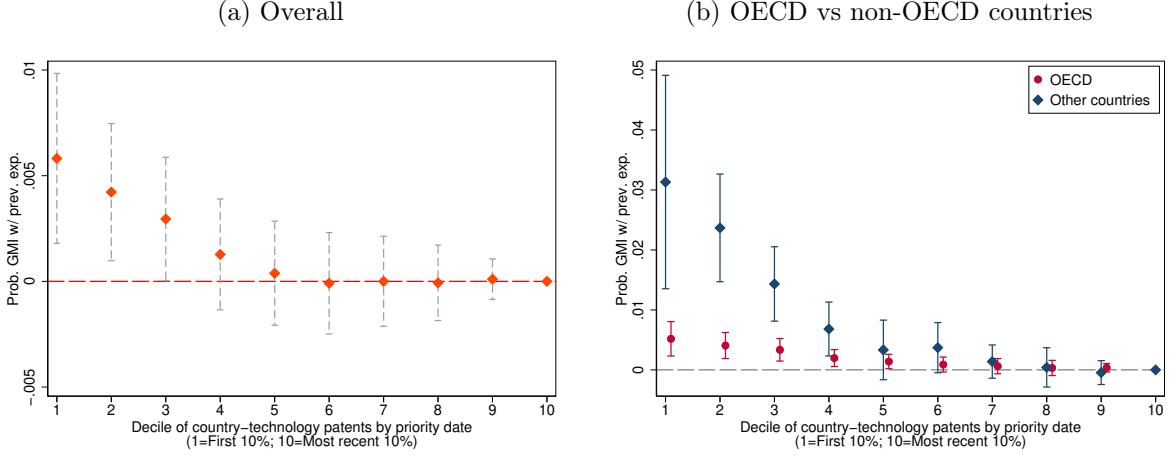 (a) Overall
Prob. GMI w/ prev. exp.
.01
.005
0
-.005
1 2 3 4 5 6 7 8 9 10
Decile of country-technology patents by priority date
(1=First 10%; 10=Most recent 10%)
(b) OECD vs non-OECD countries
Prob. GMI w/ prev. exp.
.05
.04
.03
.02
.01
0
OECD
Other countries
1 2 3 4 5 6 7 8 9 10
Decile of country-technology patents by priority date
(1=First 10%; 10=Most recent 10%)